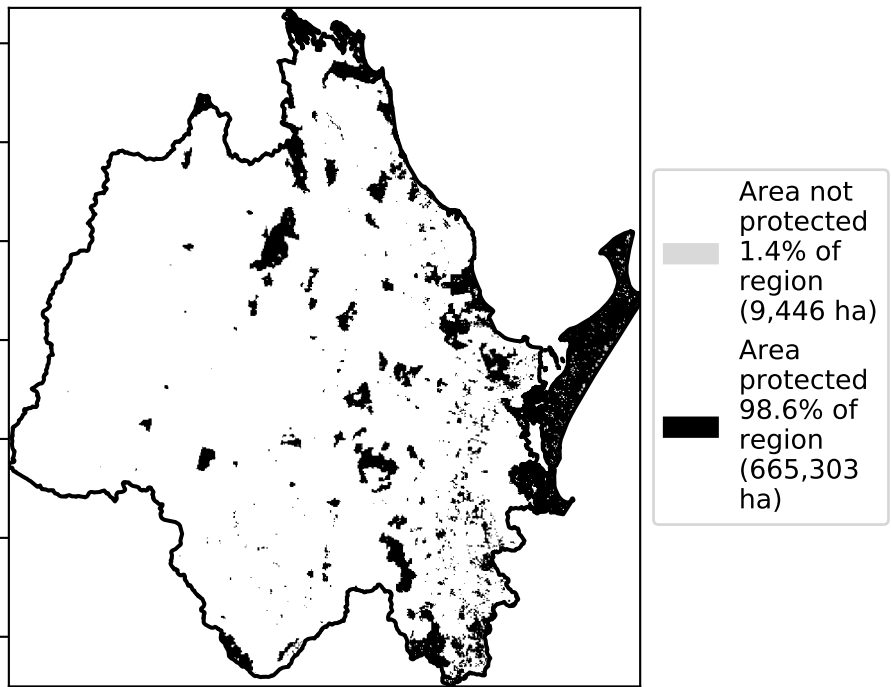 Area not
protected
1.4% of
region
(9,446 ha)
Area
protected
98.6% of
region
(665,303
ha)